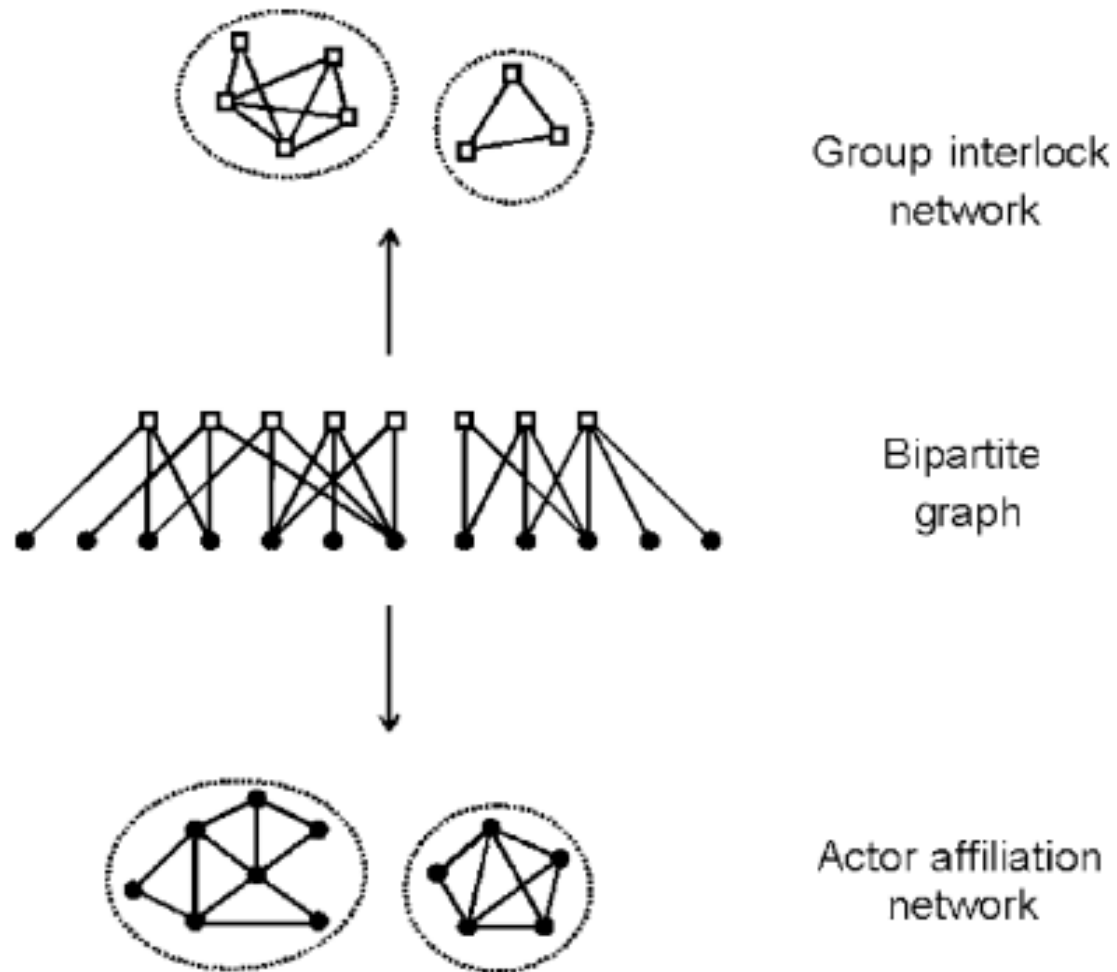 Group interlock
network
Bipartite
graph
Actor affiliation
network